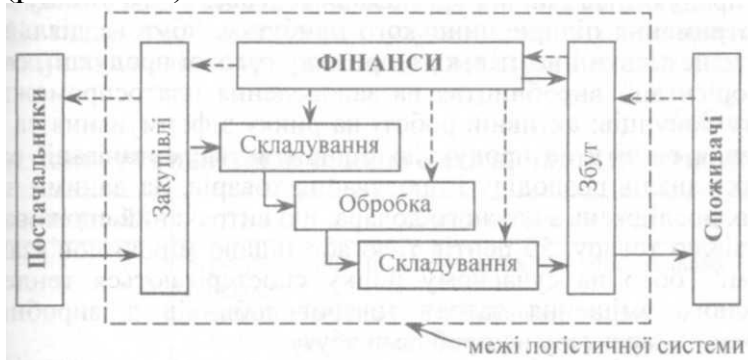 ФІНАНСИ
Постачальники
Закупівлі
Складування
Обробка
Складування
Збут
Споживачі
межі логістичної системи